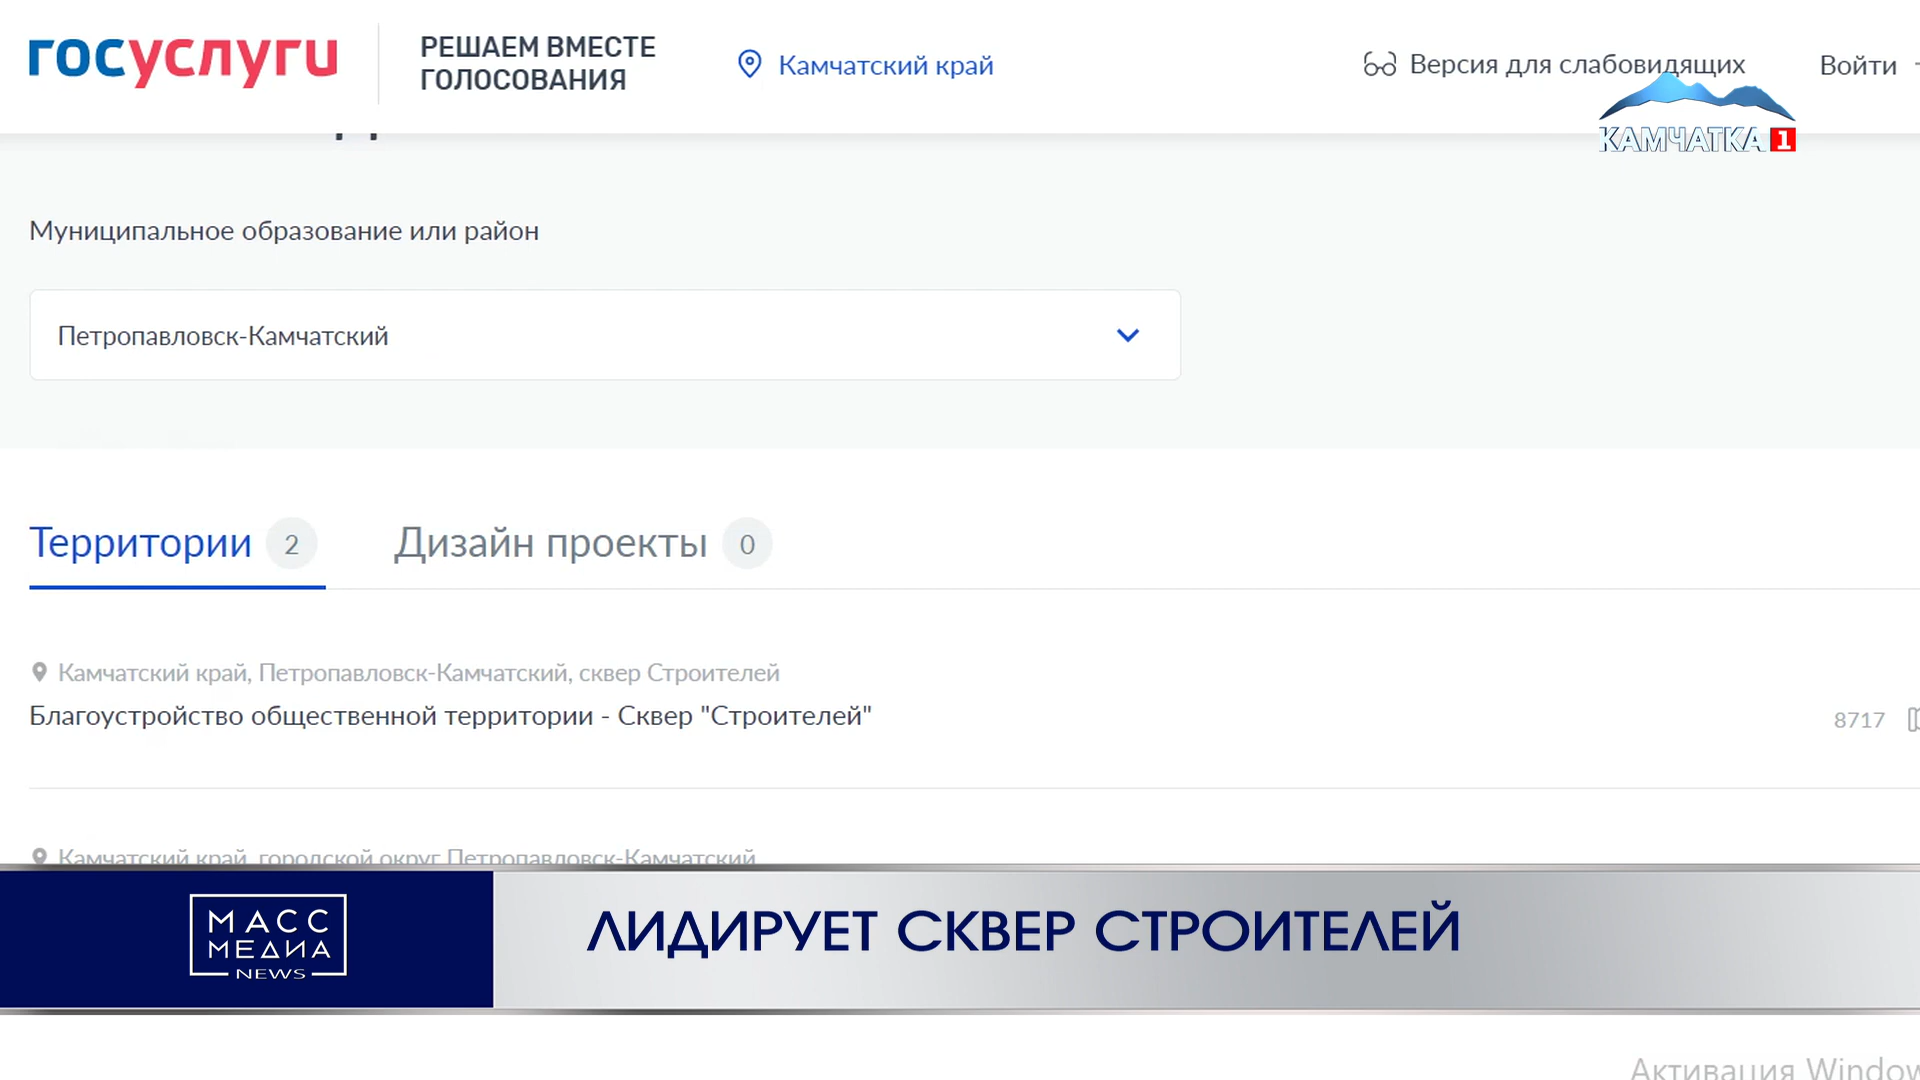 госуслуги
РЕШАЕМ ВМЕСТЕ
ГОЛОСОВАНИЯ
Камчатский край
Версия для слабовидящих
Войти
КАМЧАТКА 1
Муниципальное образование или район
Петропавловск-Камчатский
Территории 2
Дизайн проекты 0
Камчатский край, Петропавловск-Камчатский, сквер Строителей
Благоустройство общественной территории - Сквер "Строителей"
8717
Камчатский край, городской округ Петропавловск-Камчатский
МАСС
МЕДИА
NEWS
ЛИДИРУЕТ СКВЕР СТРОИТЕЛЕЙ
Активация Window